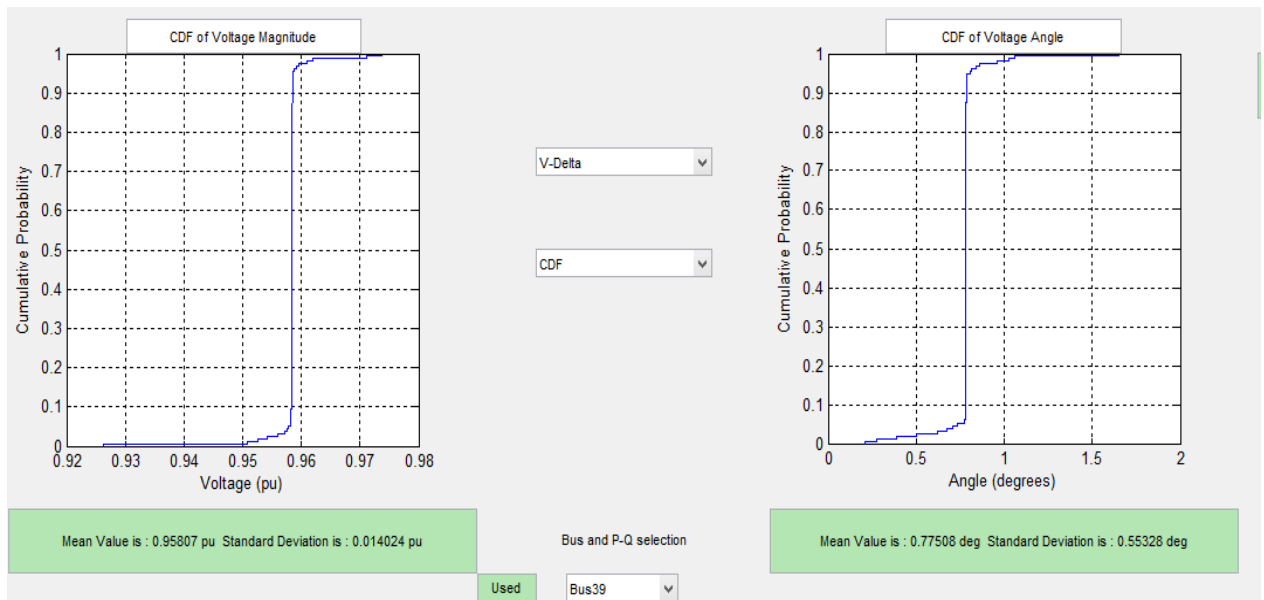 CDF of Voltage Magnitude
1
0.9
0.8
0.7
0.6
0.5
0.4
0.3
0.2
0.1
0
0.92 0.93 0.94 0.95 0.96 0.97 0.98
Cumulative Probability
Voltage (pu)
Mean Value is : 0.95807 pu Standard Deviation is : 0.014024 pu
V-Delta
CDF
Bus and P-Q selection
Used
Bus39
CDF of Voltage Angle
1
0.9
0.8
0.7
0.6
0.5
0.4
0.3
0.2
0.1
0
0 0.5 1 1.5 2
Cumulative Probability
Angle (degrees)
Mean Value is : 0.77508 deg Standard Deviation is : 0.55328 deg